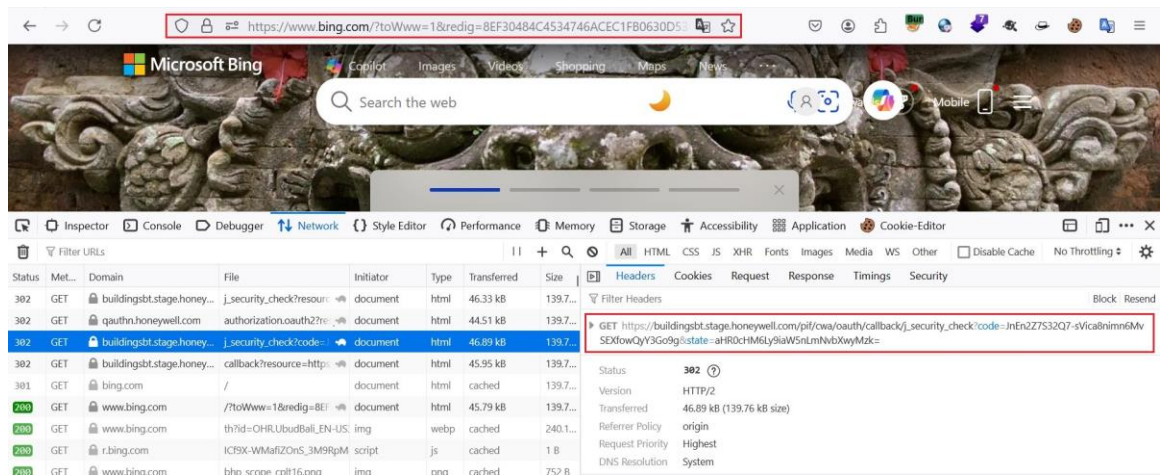 https://www.bing.com/?toWww=1&redig=8EF30484C4534746ACEC1FB0630D53
Microsoft Bing Copilot Images Videos Shopping Maps News
Search the web Mobile
Inspector Console Debugger Network Style Editor Performance Memory Storage Accessibility Application Cookie-Editor
Filter URLs All HTML CSS JS XHR Fonts Images Media WS Other Disable Cache No Throttling
Status Met... Domain File Initiator Type Transferred Size Headers Cookies Request Response Timings Security
Filter Headers Block Resend
302 GET buildingsbt.stage.honey... j_security_check?resourc document html 46.33 kB 139.7...
302 GET qauthn.honeywell.com authorization.oauth2?re document html 44.51 kB 139.7...
302 GET buildingsbt.stage.honey... j_security_check?code= document html 46.89 kB 139.7...
302 GET buildingsbt.stage.honey... callback?resource=http document html 45.95 kB 139.7...
301 GET bing.com / document html cached 139.7...
200 GET www.bing.com /?toWww=1&redig=8EF document html 45.79 kB 139.7...
200 GET www.bing.com th?id=OHR.UbudBali_EN-US img webp cached 240.1...
200 GET r.bing.com ICf9X-WMafiZOnS_3M9RpM script js cached 1 B
200 GET www.bing.com bhp_scope_cplt16.png img png cached 752 B
GET https://buildingsbt.stage.honeywell.com/pif/cwa/oauth/callback/j_security_check?code=JnEn2Z7S32Q7-sVica8nimn6Mv
SEXfowQyY3Go9g&state=aHR0cHM6Ly9iaW5nLmNvbXwyMzk=
Status 302
Version HTTP/2
Transferred 46.89 kB (139.76 kB size)
Referrer Policy origin
Request Priority Highest
DNS Resolution System